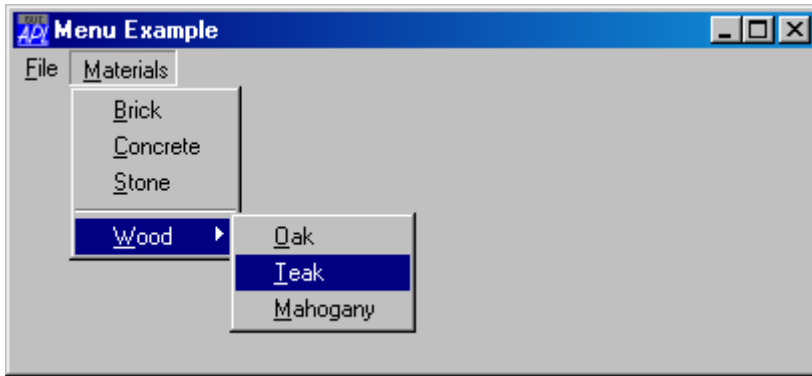 Menu Example
File Materials
Brick
Concrete
Stone
Wood
Oak
Teak
Mahogany